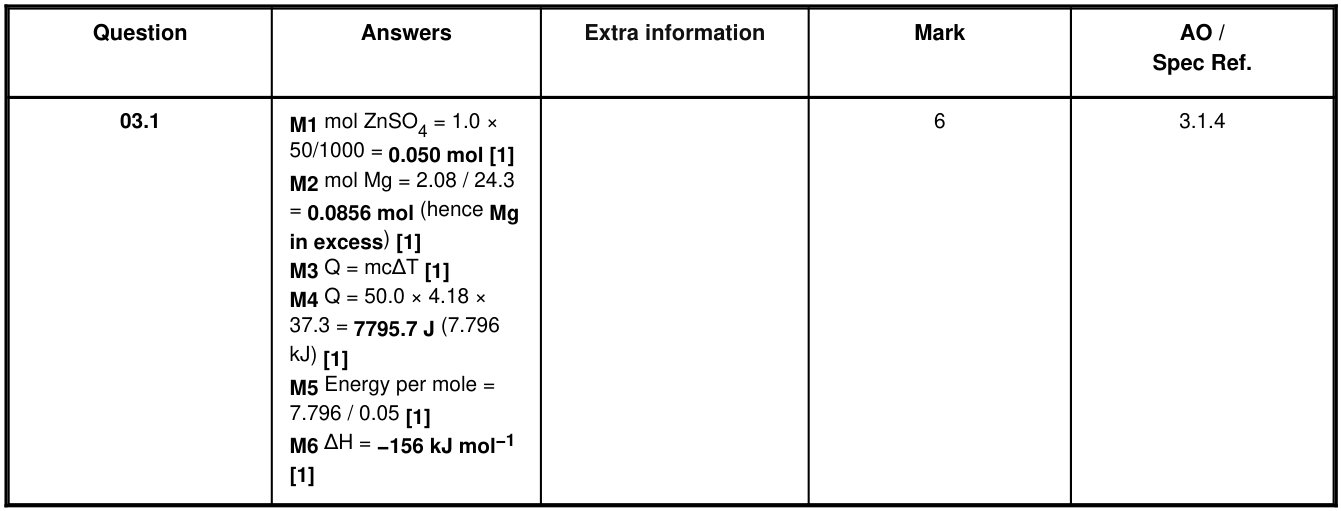 Question Answers Extra information Mark AO /
Spec Ref.
03.1 M1 mol ZnSO4 = 1.0 × 6 3.1.4
50/1000 = 0.050 mol [1]
M2 mol Mg = 2.08 / 24.3
= 0.0856 mol (hence Mg
in excess) [1]
M3 Q = mcΔT [1]
M4 Q = 50.0 × 4.18 ×
37.3 = 7795.7 J (7.796
kJ) [1]
M5 Energy per mole =
7.796 / 0.05 [1]
M6 ΔH = −156 kJ mol−1
[1]